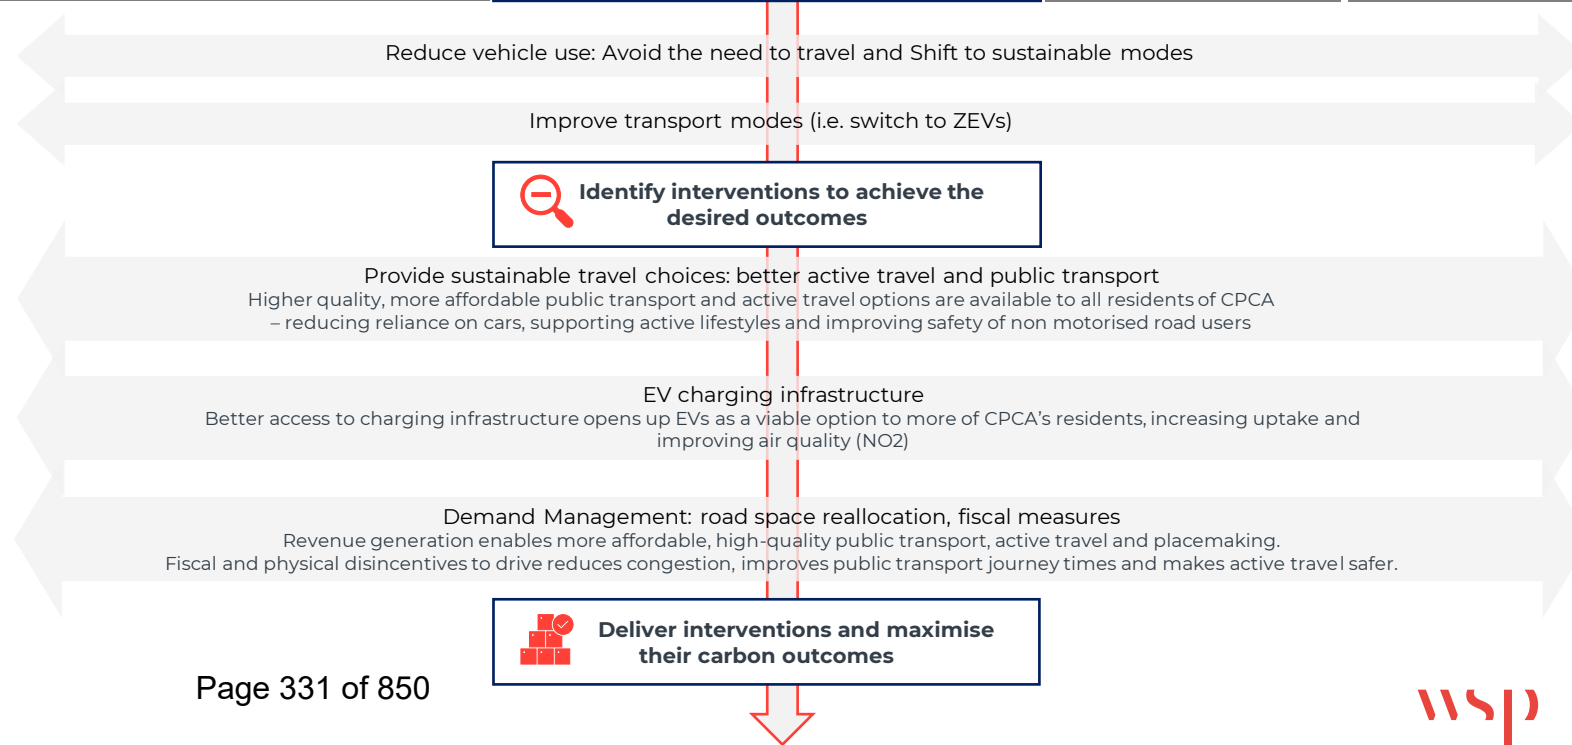 Reduce vehicle use: Avoid the need to travel and Shift to sustainable modes
Improve transport modes (i.e. switch to ZEVs)
Identify interventions to achieve the
desired outcomes
Provide sustainable travel choices: better active travel and public transport
Higher quality, more affordable public transport and active travel options are available to all residents of CPCA
– reducing reliance on cars, supporting active lifestyles and improving safety of non motorised road users
EV charging infrastructure
Better access to charging infrastructure opens up EVs as a viable option to more of CPCA’s residents, increasing uptake and
improving air quality (NO2)
Demand Management: road space reallocation, fiscal measures
Revenue generation enables more affordable, high-quality public transport, active travel and placemaking.
Fiscal and physical disincentives to drive reduces congestion, improves public transport journey times and makes active travel safer.
Deliver interventions and maximise
their carbon outcomes
Page 331 of 850
wsp